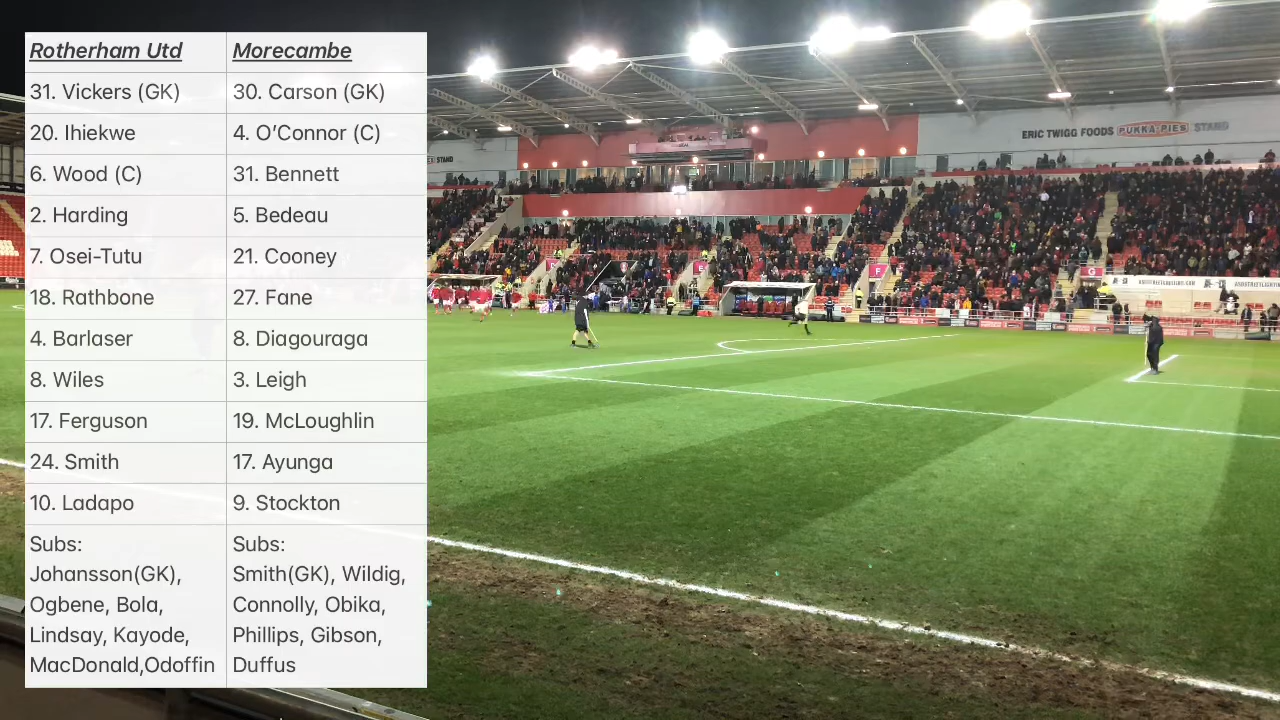 Rotherham Utd
Morecambe
31. Vickers (GK)
30. Carson (GK)
20. Ihiekwe
4. O'Connor (C)
6. Wood (C)
31. Bennett
2. Harding
5. Bedeau
7. Osei-Tutu
21. Cooney
18. Rathbone
27. Fane
4. Barlaser
8. Diagouraga
8. Wiles
3. Leigh
17. Ferguson
19. McLoughlin
24. Smith
17. Ayunga
10. Ladapo
9. Stockton
Subs:
Johansson(GK),
Ogbene, Bola,
Lindsay, Kayode,
MacDonald,Odoffin
Subs:
Smith(GK), Wildig,
Connolly, Obika,
Phillips, Gibson,
Duffus
STAND
ERIC TWIGG FOODS PUKKA-PIES STAND
F
G